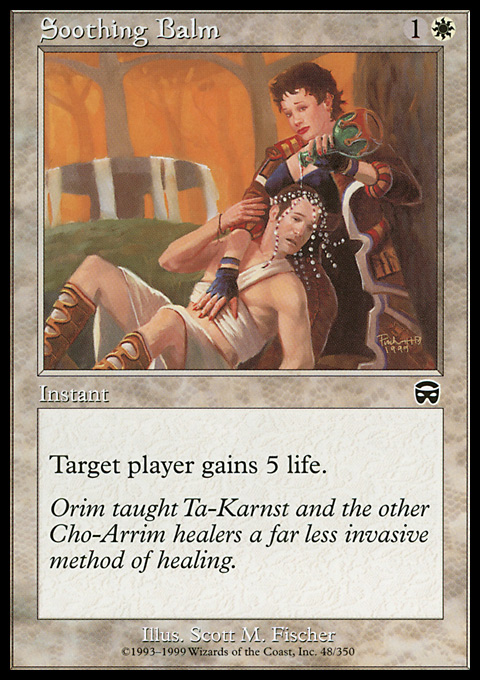 Soothing Balm 1
Instant
Target player gains 5 life.
Orim taught Ta-Karnst and the other
Cho-Arrim healers a far less invasive
method of healing.
Illus. Scott M. Fischer
©1993–1999 Wizards of the Coast, Inc. 48/350